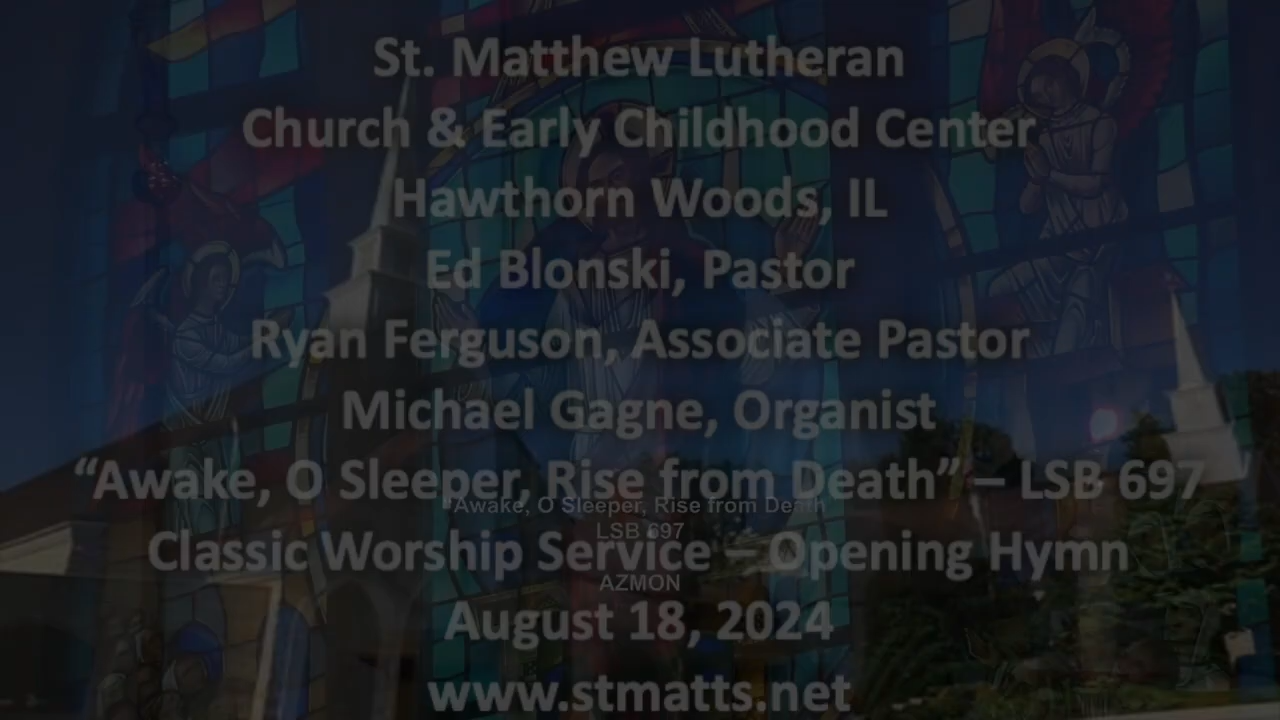 St. Matthew Lutheran
Church & Early Childhood Center
Hawthorn Woods, IL
Ed Blonski, Pastor
Ryan Ferguson, Associate Pastor
Michael Gagne, Organist
“Awake, O Sleeper, Rise from Death” – LSB 697
"Awake, O Sleeper, Rise from Death
LSB 697
Classic Worship Service – Opening Hymn
AZMON
August 18, 2024
www.stmatts.net